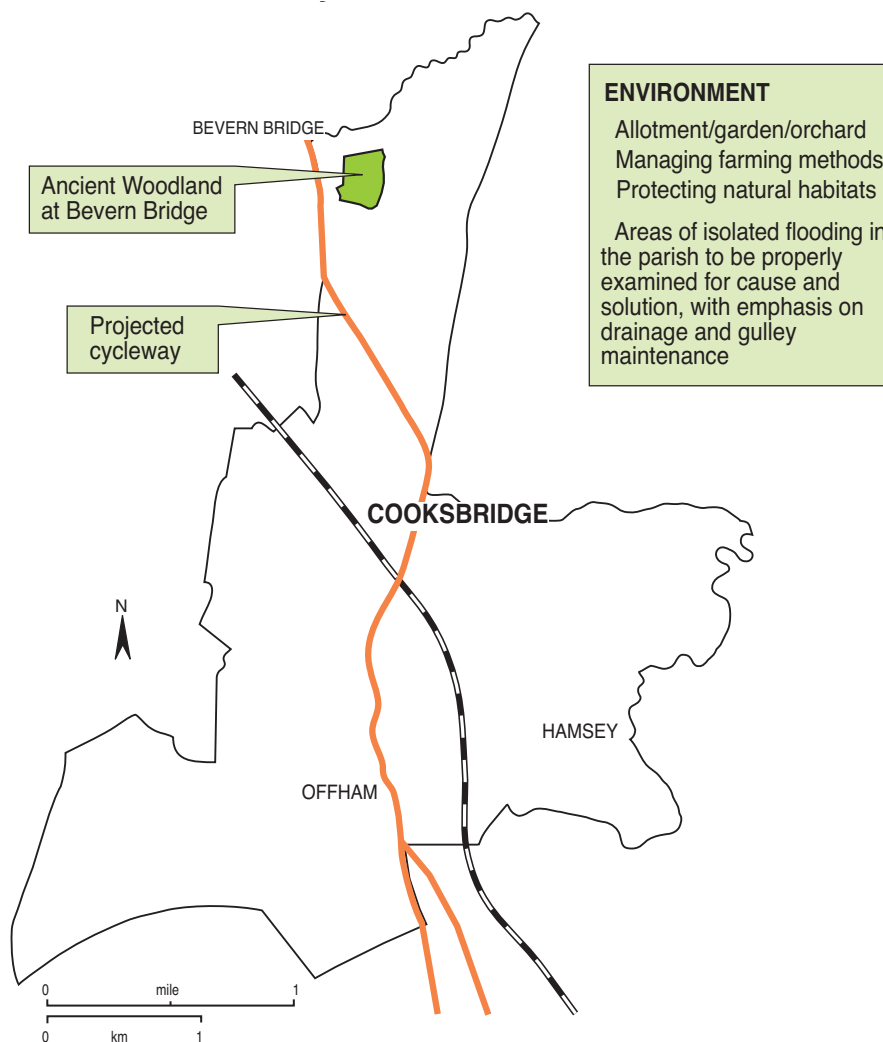 BEVERN BRIDGE
Ancient Woodland
at Bevern Bridge
Projected
cycleway
ENVIRONMENT
Allotment/garden/orchard
Managing farming methods
Protecting natural habitats
Areas of isolated flooding in
the parish to be properly
examined for cause and
solution, with emphasis on
drainage and gulley
maintenance
COOKSBRIDGE
N
HAMSEY
OFFHAM
0 mile 1
0 km 1